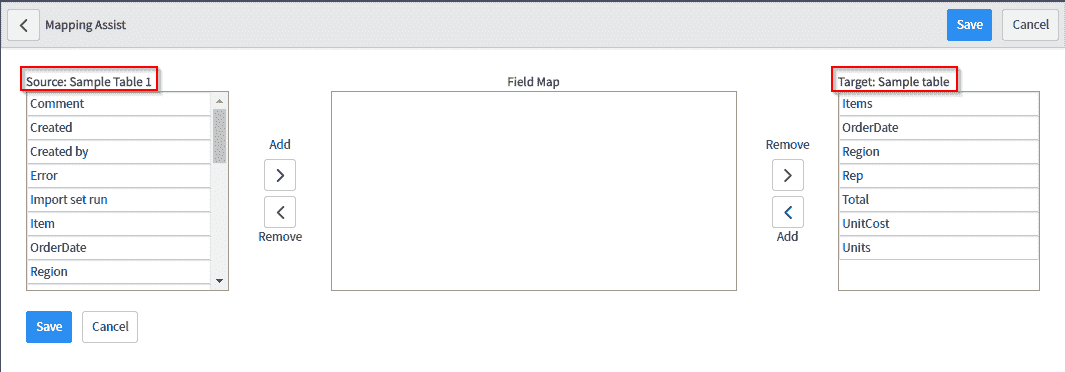 Mapping Assist
Save
Cancel
Source: Sample Table 1
Field Map
Target: Sample table
Comment
Created
Created by
Error
Import set run
Item
OrderDate
Region
Add
Remove
Remove
Add
Items
OrderDate
Region
Rep
Total
UnitCost
Units
Save
Cancel